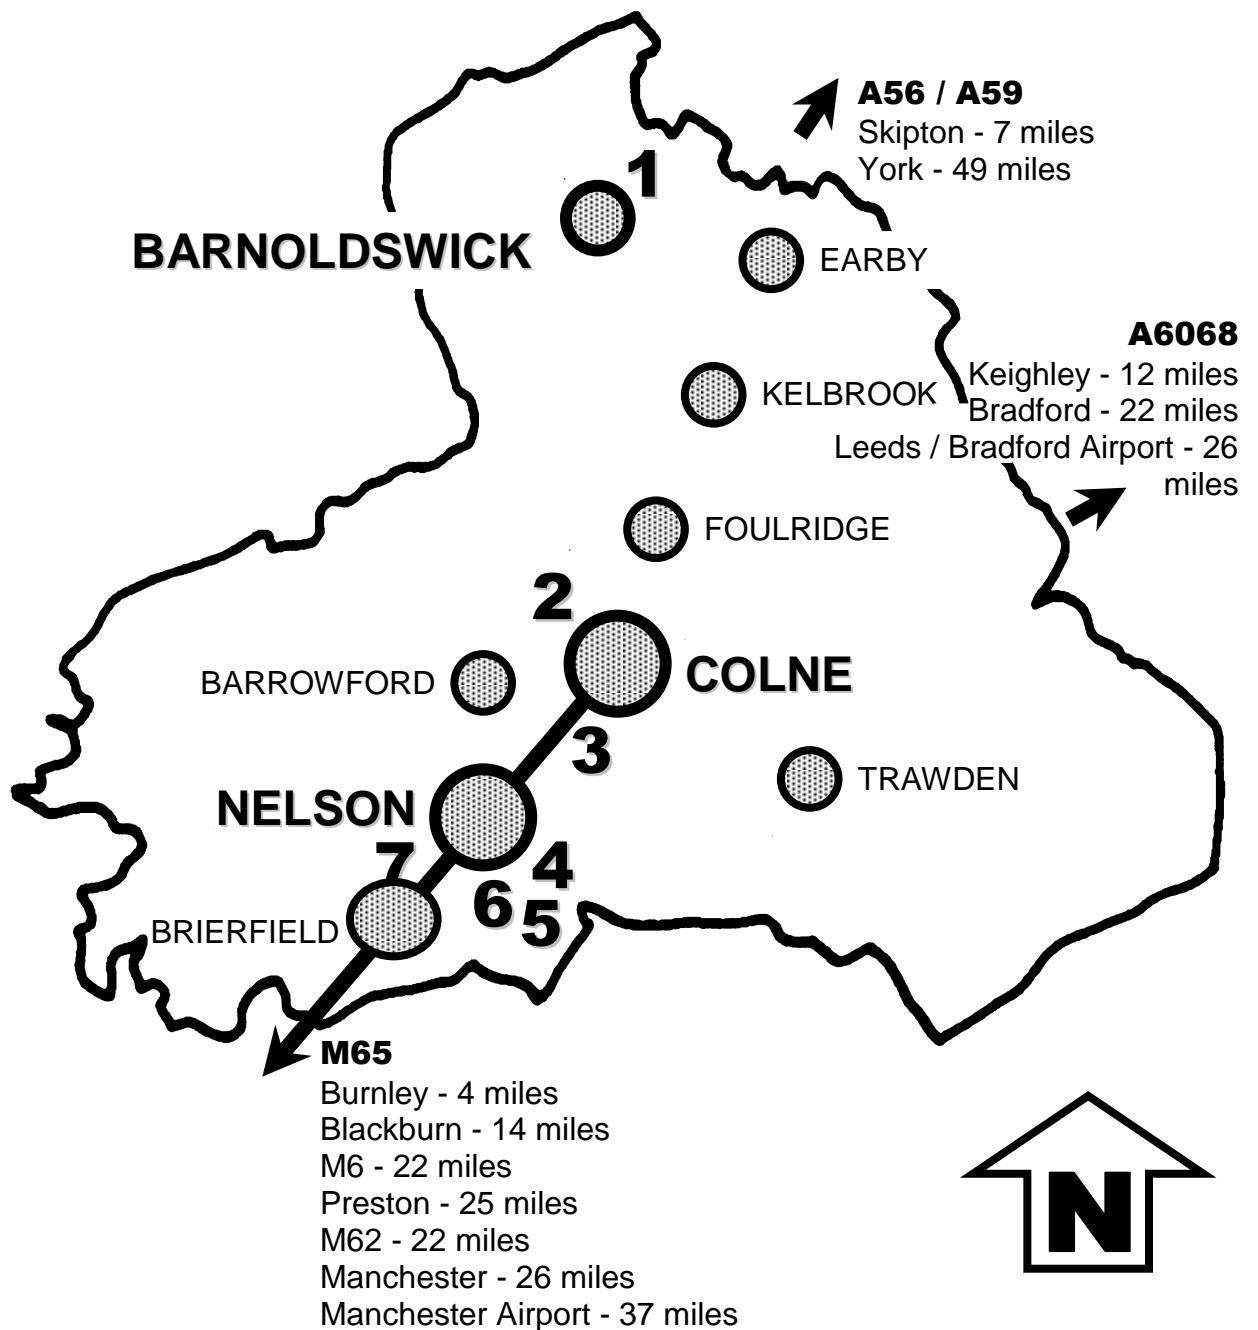 A56 / A59
Skipton - 7 miles
York - 49 miles
1
BARNOLDSWICK
EARBY
A6068
Keighley - 12 miles
Bradford - 22 miles
Leeds / Bradford Airport - 26
miles
KELBROOK
FOULRIDGE
2
BARROWFORD
COLNE
3
TRAWDEN
NELSON
7
4
6
5
BRIERFIELD
M65
Burnley - 4 miles
Blackburn - 14 miles
M6 - 22 miles
Preston - 25 miles
M62 - 22 miles
Manchester - 26 miles
Manchester Airport - 37 miles
N